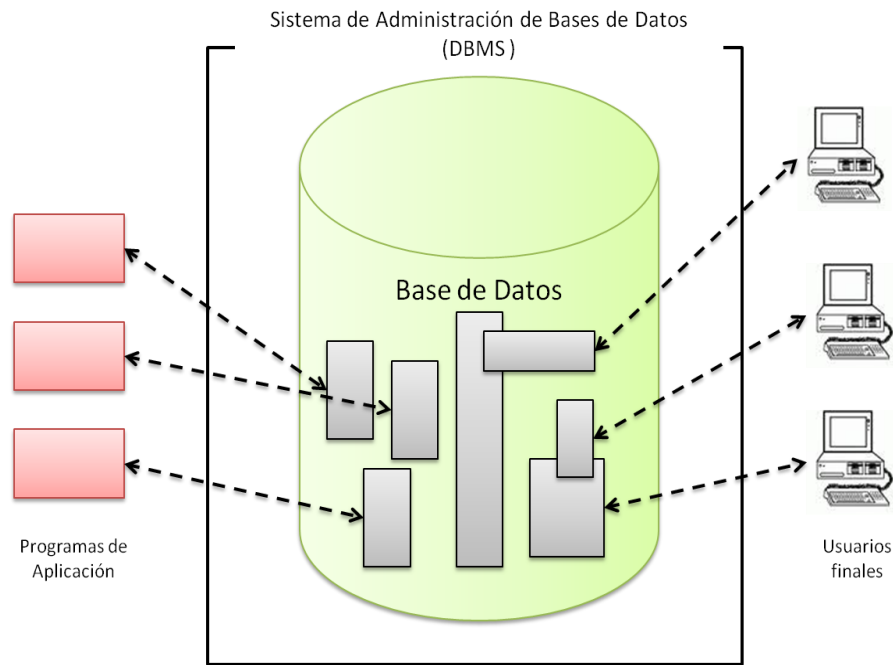 Sistema de Administración de Bases de Datos
(DBMS )
Base de Datos
Programas de
Aplicación
Usuarios
finales